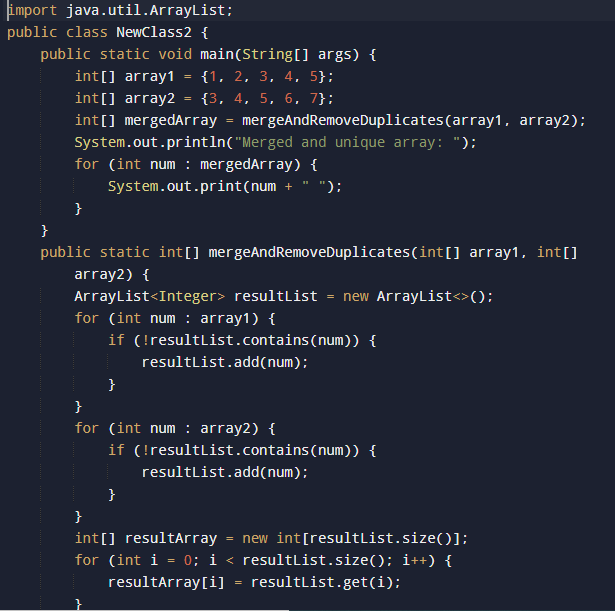 import java.util.ArrayList;
public class NewClass2 {
    public static void main(String[] args) {
        int[] array1 = {1, 2, 3, 4, 5};
        int[] array2 = {3, 4, 5, 6, 7};
        int[] mergedArray = mergeAndRemoveDuplicates(array1, array2);
        System.out.println("Merged and unique array: ");
        for (int num : mergedArray) {
            System.out.print(num + " ");
        }
    }
    public static int[] mergeAndRemoveDuplicates(int[] array1, int[]
        array2) {
        ArrayList<Integer> resultList = new ArrayList<>();
        for (int num : array1) {
            if (!resultList.contains(num)) {
                resultList.add(num);
            }
        }
        for (int num : array2) {
            if (!resultList.contains(num)) {
                resultList.add(num);
            }
        }
        int[] resultArray = new int[resultList.size()];
        for (int i = 0; i < resultList.size(); i++) {
            resultArray[i] = resultList.get(i);
        }